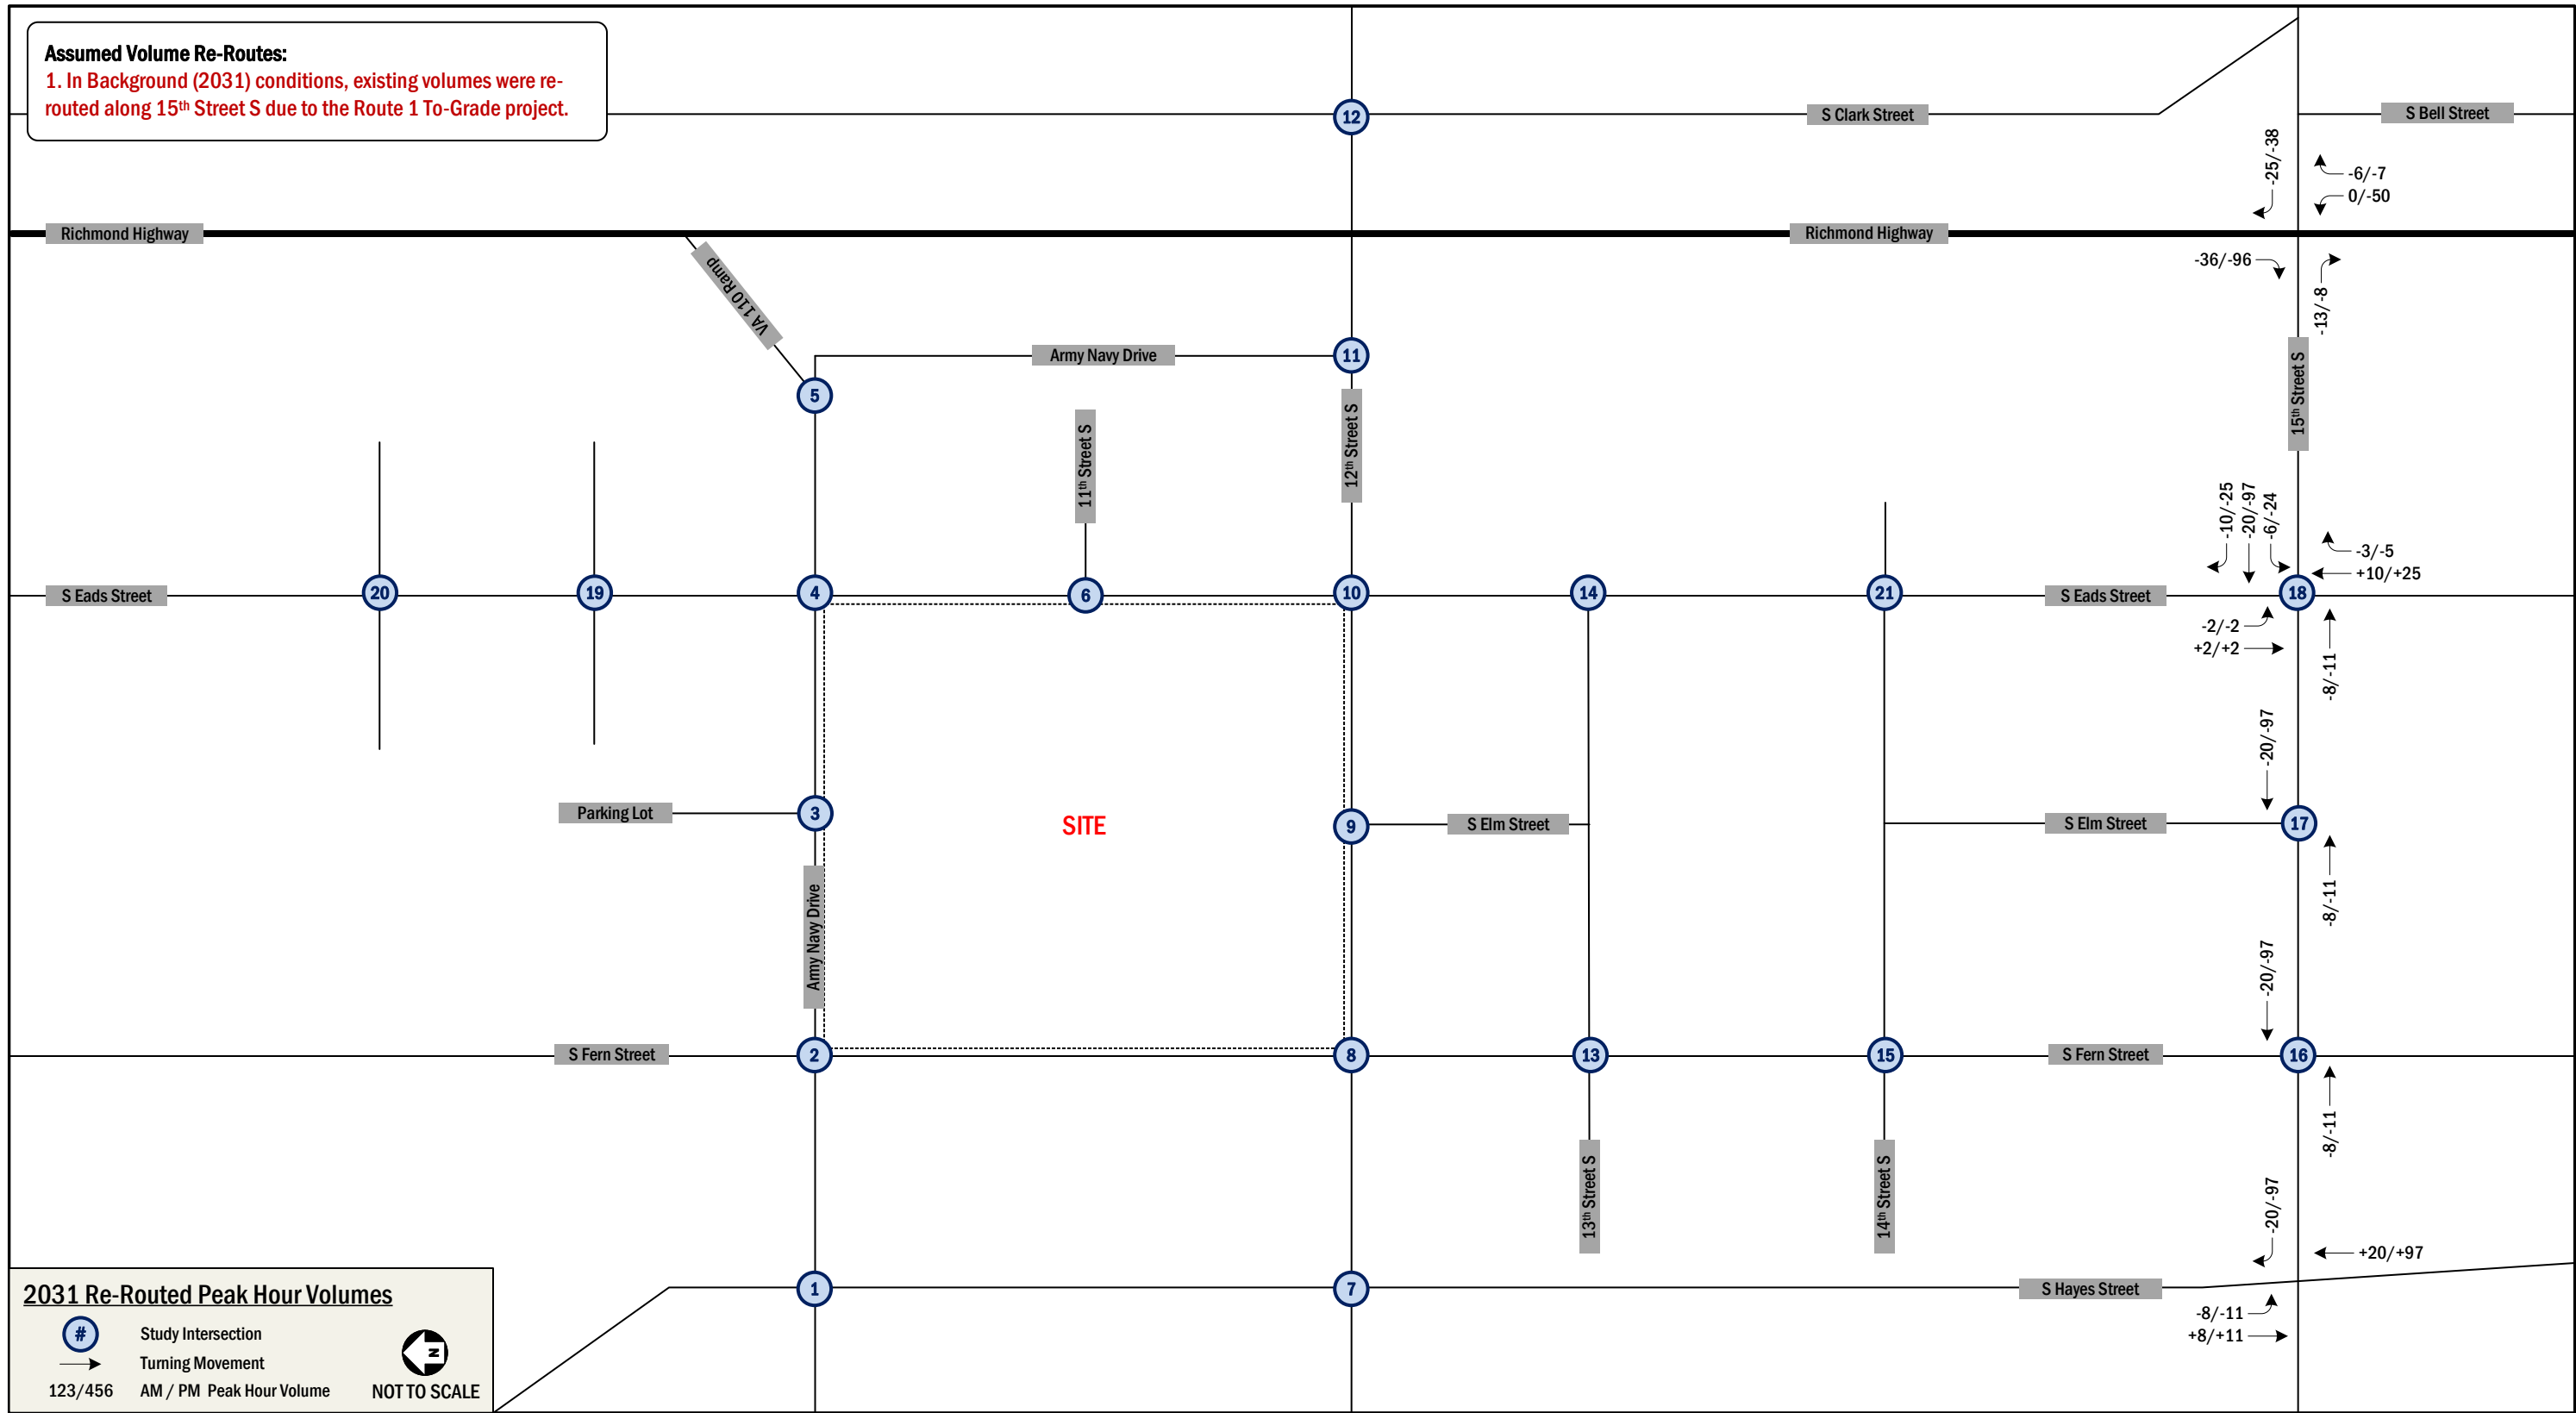 Assumed Volume Re-Routes:
1. In Background (2031) conditions, existing volumes were re-
routed along 15th Street S due to the Route 1 To-Grade project.
12
S Clark Street
S Bell Street
-25/-38
-6/-7
0/-50
Richmond Highway
Richmond Highway
VA 110 Ramp
-36/-96
-13/-8
Army Navy Drive
11
15th Street S
5
11th Street S
12th Street S
-10/-25
-20/-97
-6/-24
-3/-5
+10/+25
S Eads Street
20
19
4
6
10
14
21
S Eads Street
18
-2/-2
+2/+2
-8/-11
-20/-97
Parking Lot
3
SITE
9
S Elm Street
S Elm Street
17
-8/-11
Army Navy Drive
-20/-97
S Fern Street
2
8
13
15
S Fern Street
16
-8/-11
13th Street S
14th Street S
-20/-97
+20/+97
1
7
S Hayes Street
-8/-11
+8/+11
2031 Re-Routed Peak Hour Volumes
# Study Intersection
Turning Movement
123/456 AM / PM Peak Hour Volume
N
NOT TO SCALE